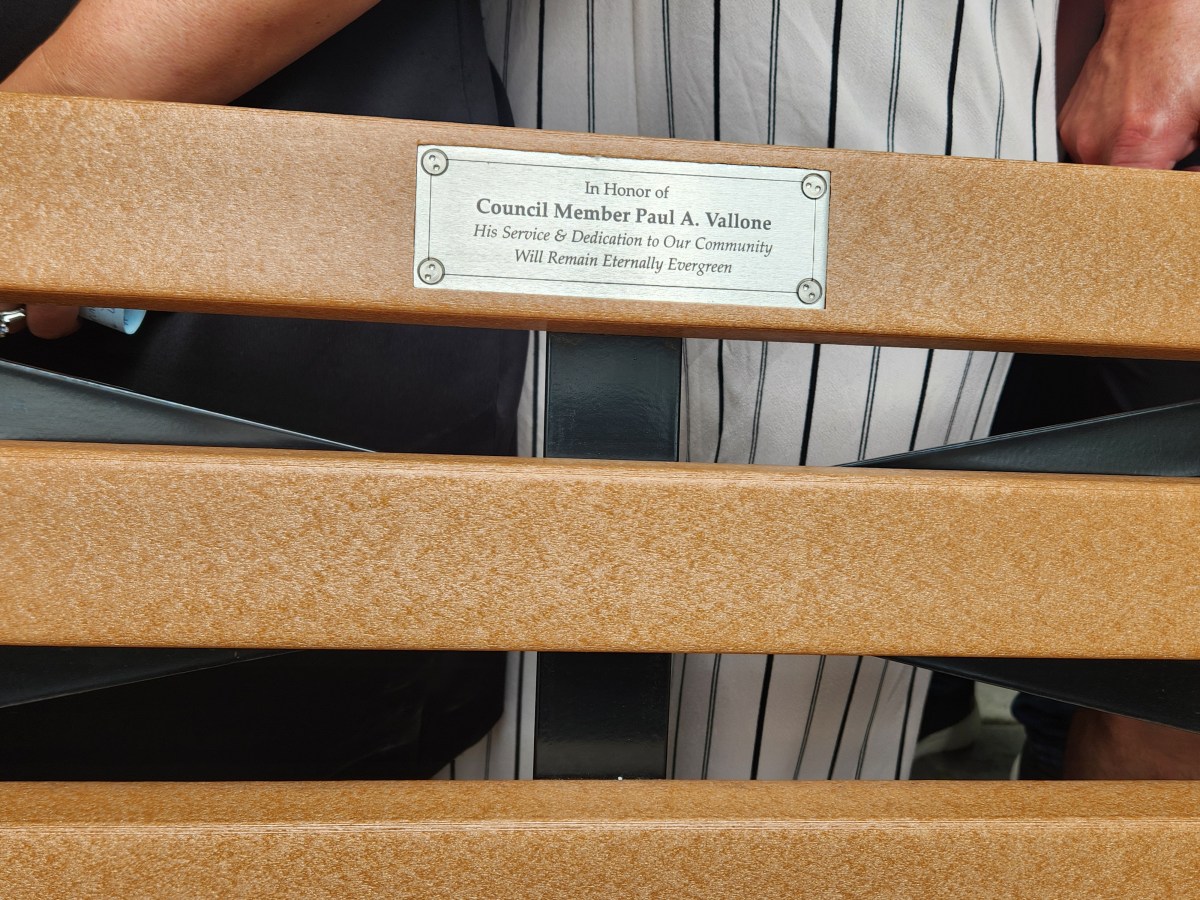 In Honor of
Council Member Paul A. Vallone
His Service & Dedication to Our Community
Will Remain Eternally Evergreen